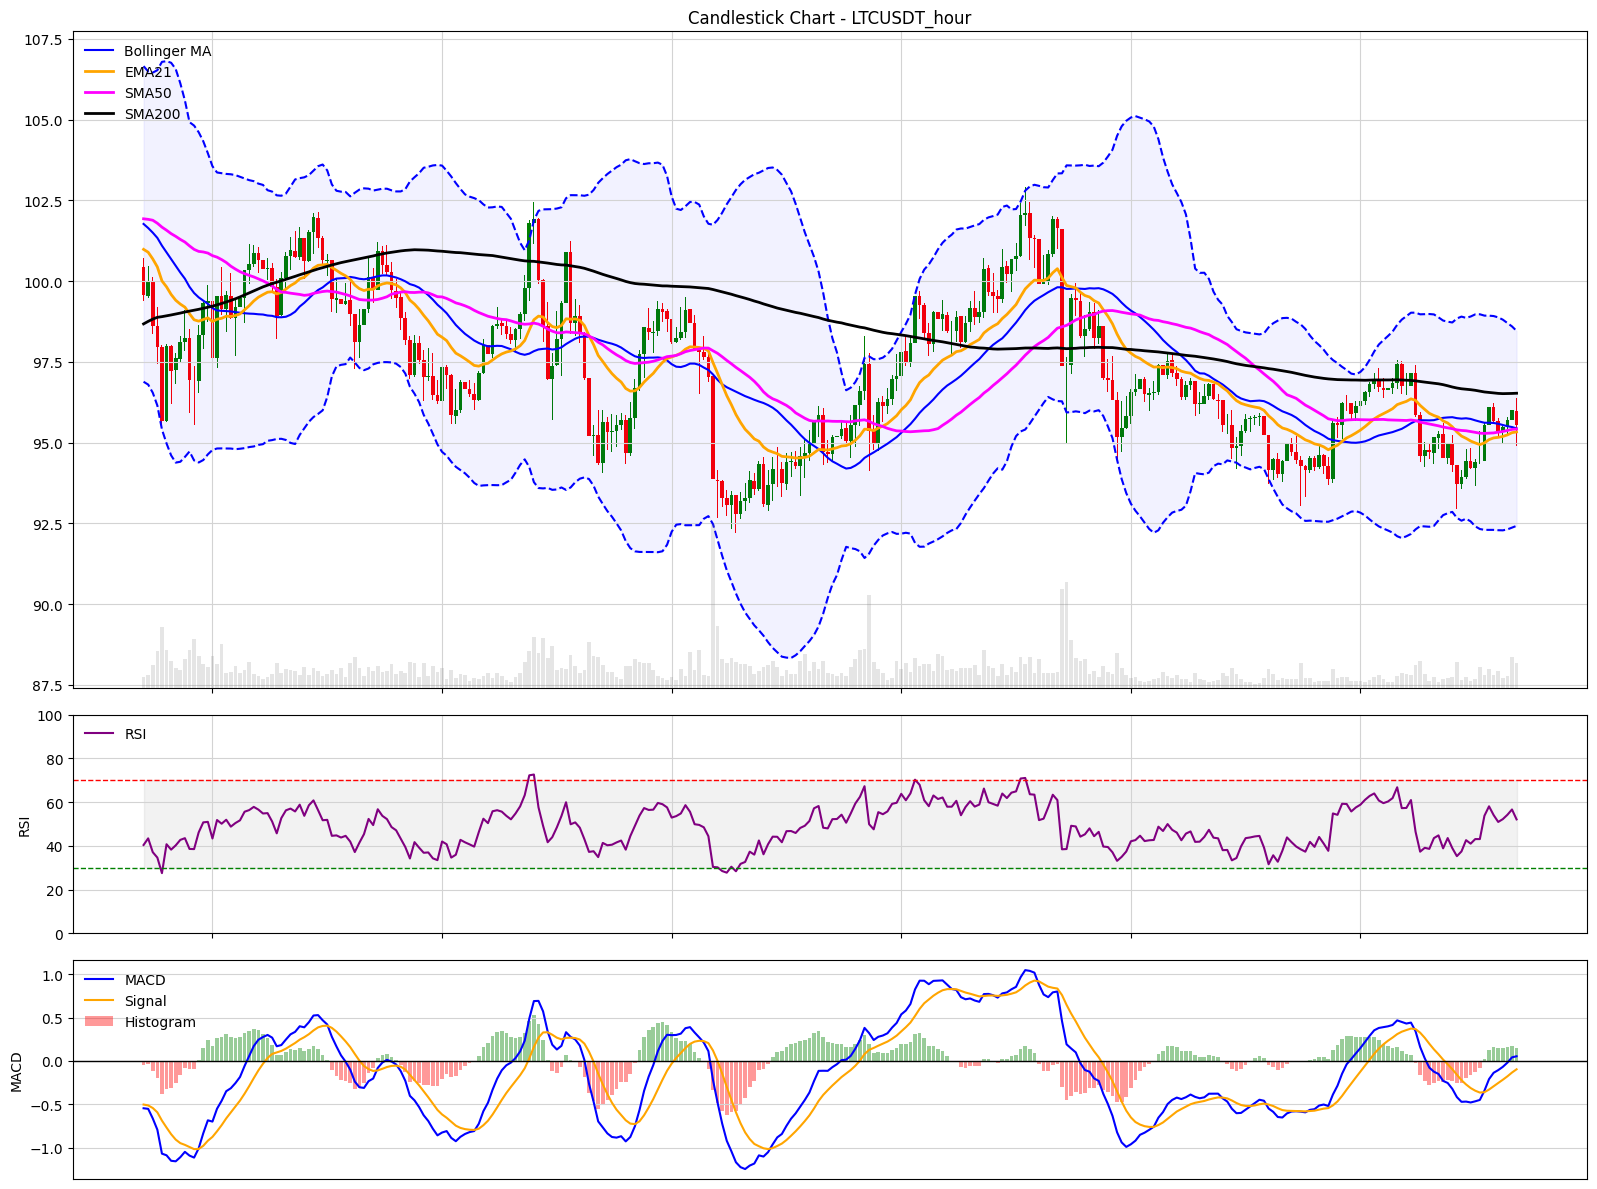 Candlestick Chart - LTCUSDT_hour
107.5
105.0
102.5
100.0
97.5
95.0
92.5
90.0
87.5
Bollinger MA
EMA21
SMA50
SMA200
100
80
60
40
20
0
RSI
RSI
1.0
0.5
0.0
−0.5
−1.0
MACD
MACD
Signal
Histogram